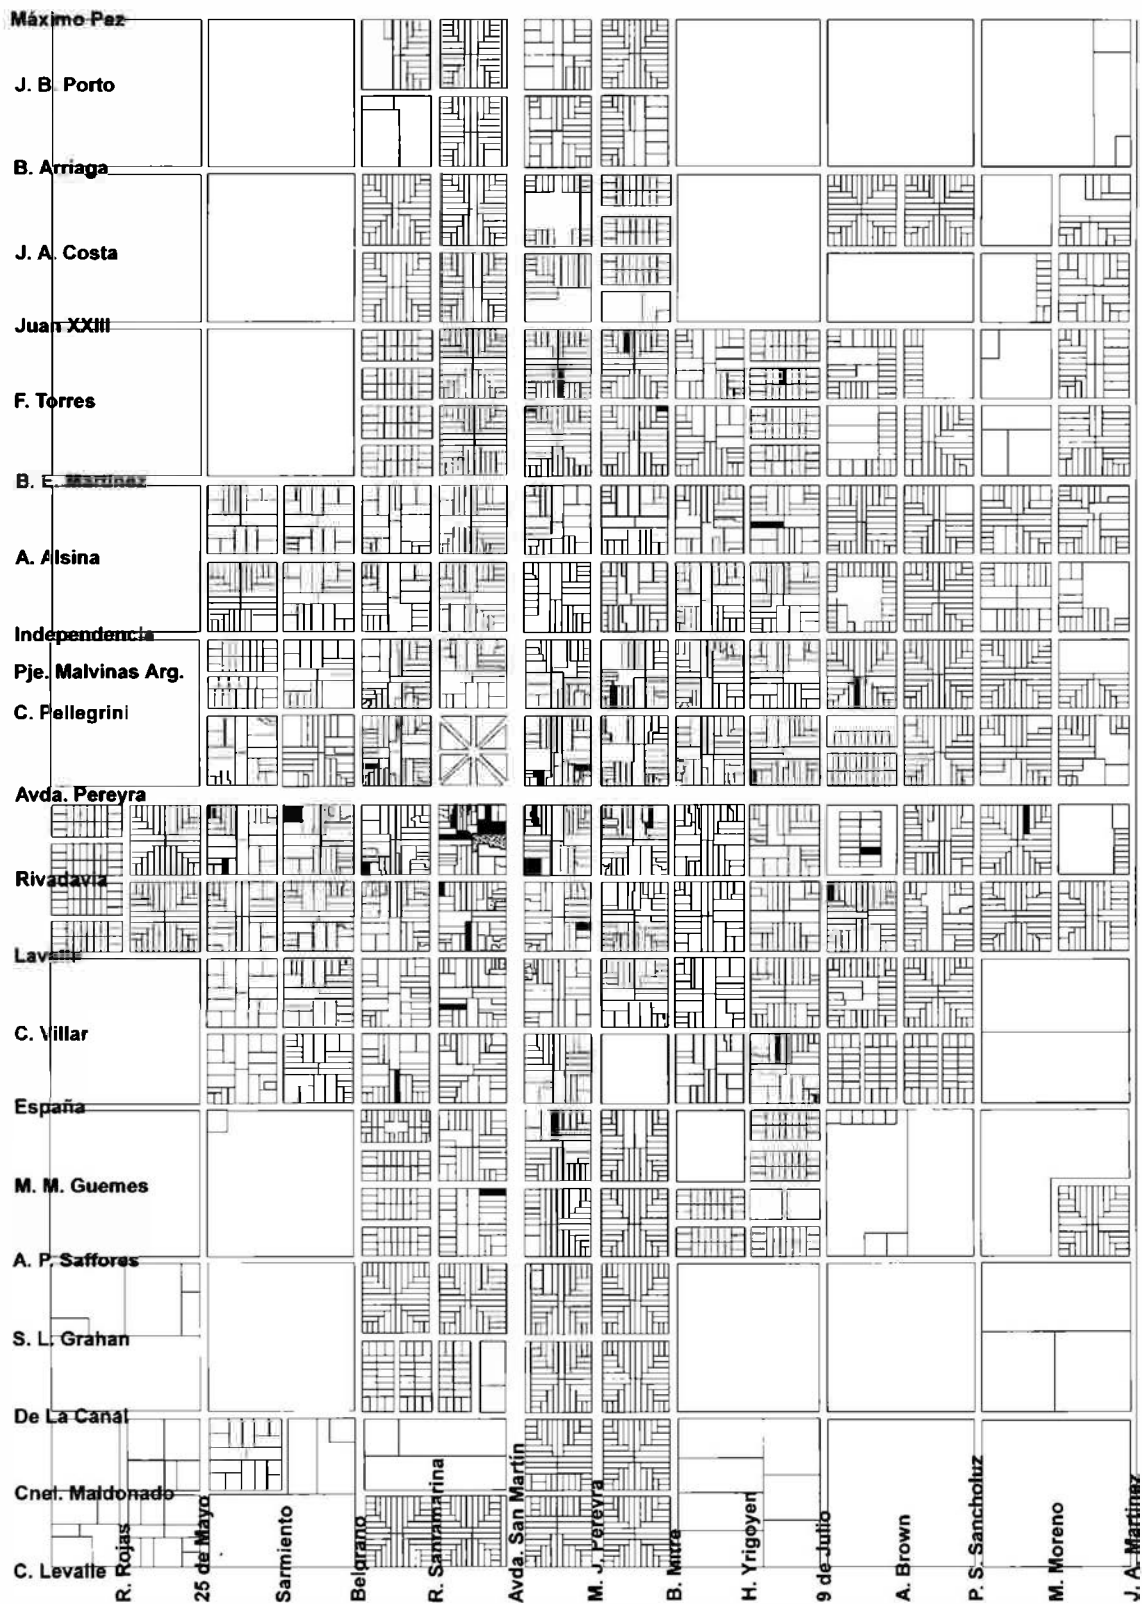 Máximo Paz
J. B. Porto
B. Arriaga
J. A. Costa
Juan XXIII
F. Torres
B. E. Martinez
A. Alsina
Independencia
Pje. Malvinas Arg.
C. Pellegrini
Avda. Pereyra
Rivadavia
Lavalle
C. Villar
España
M. M. Guemes
A. P. Saffores
S. L. Grahan
De La Canal
Cnel. Maldonado
C. Levalle
R. Rojas
25 de Mayo
Sarmiento
Belgrano
R. Santamarina
Avda. San Martin
M. J. Pereyra
B. Mitre
H. Yrigoyen
9 de Julio
A. Brown
P. S. Sancholuz
M. Moreno
J. A. Martinez